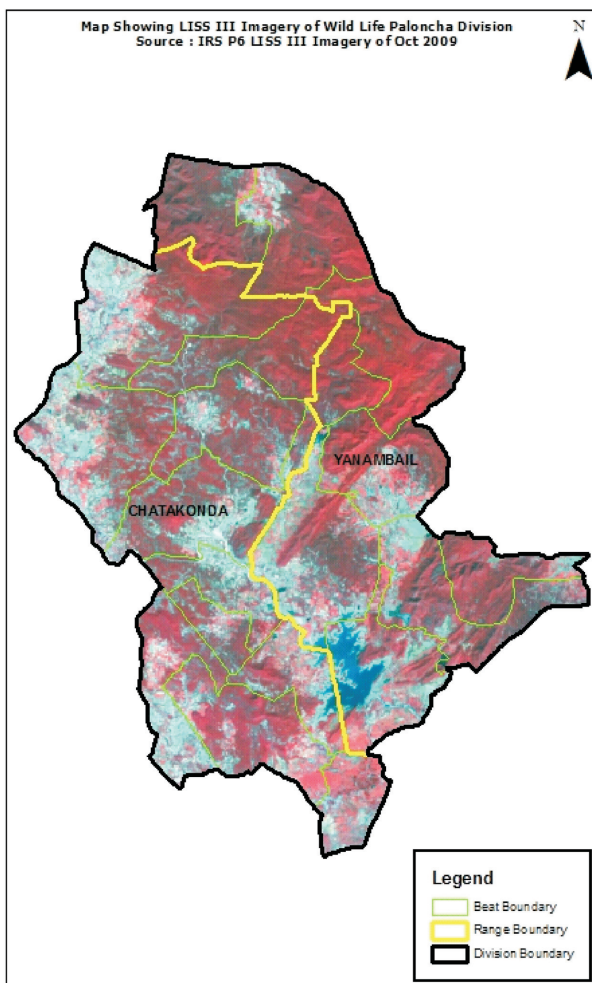 Map Showing LISS III Imagery of Wild Life Paloncha Division
Source : IRS P6 LISS III Imagery of Oct 2009
N
YANAMBAIL
CHATAKONDA
Legend
Beat Boundary
Range Boundary
Division Boundary